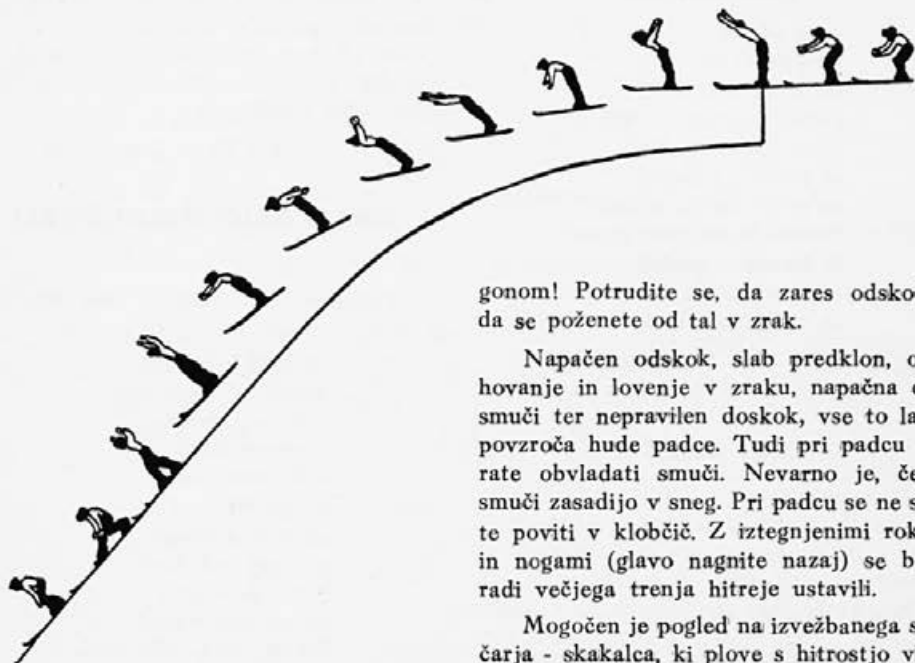 gonom! Potrudite se, da zares odsko
da se poženete od tal v zrak.
Napačen odskok, slab predklon, o
hovanje in lovenje v zraku, napačna
smuči ter nepravilen doskok, vse to la
povzroča hude padce. Tudi pri padcu
rate obvladati smuči. Nevarno je, če
smuči zasadijo v sneg. Pri padcu se ne s
te poviti v klobčič. Z iztegnjenimi rok
in nogami (glavo nagnite nazaj) se b
radi večjega trenja hitreje ustavili.
Mogočen je pogled na izvežbanega s
čarja - skakalca, ki plove s hitrostjo v